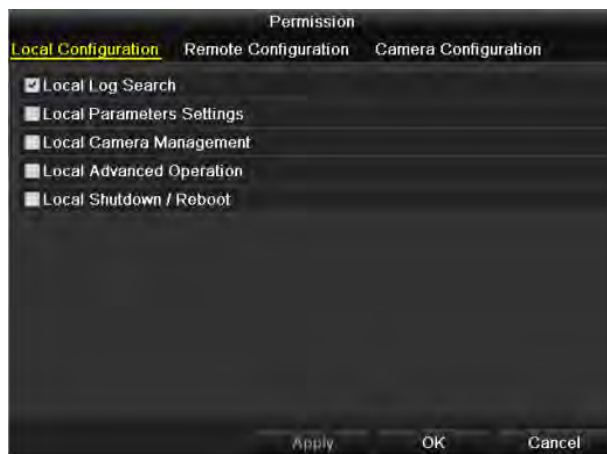 Permission
Local Configuration Remote Configuration Camera Configuration
Local Log Search
Local Parameters Settings
Local Camera Management
Local Advanced Operation
Local Shutdown / Reboot
Apply OK Cancel